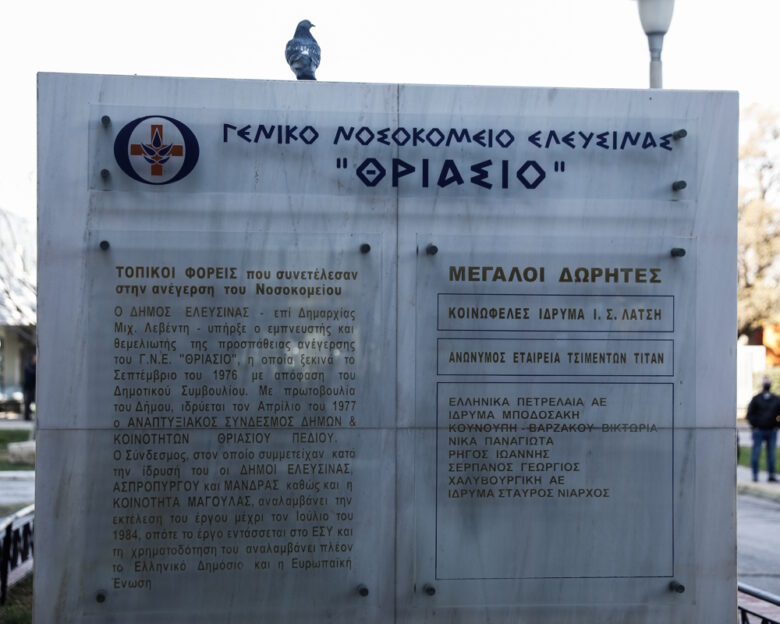 ΓΕΝΙΚΟ ΝΟΣΟΚΟΜΕΙΟ ΕΛΕΥΣΙΝΑΣ
"ΘΡΙΑΣΙΟ"
ΤΟΠΙΚΟΙ ΦΟΡΕΙΣ που συνετέλεσαν
στην ανέγερση του Νοσοκομείου
Ο ΔΗΜΟΣ ΕΛΕΥΣΙΝΑΣ - επί Δημαρχίας
Μιχ. Λεβέντη - υπήρξε ο εμπνευστής και
θεμελιωτής της προσπάθειας ανέγερσης
του Γ.Ν.Ε. "ΘΡΙΑΣΙΟ", η οποία ξεκινά το
Σεπτέμβριο του 1976 με απόφαση του
Δημοτικού Συμβουλίου. Με πρωτοβουλία
του Δήμου, ιδρύεται τον Απρίλιο του 1977
ο ΑΝΑΠΤΥΞΙΑΚΟΣ ΣΥΝΔΕΣΜΟΣ ΔΗΜΩΝ &
ΚΟΙΝΟΤΗΤΩΝ ΘΡΙΑΣΙΟΥ ΠΕΔΙΟΥ.
Ο Σύνδεσμος, στον οποίο συμμετείχαν κατά
την ίδρυσή του οι ΔΗΜΟΙ ΕΛΕΥΣΙΝΑΣ,
ΑΣΠΡΟΠΥΡΓΟΥ και ΜΑΝΔΡΑΣ καθώς και η
ΚΟΙΝΟΤΗΤΑ ΜΑΓΟΥΛΑΣ, αναλαμβάνει την
εκτέλεση του έργου μέχρι τον Ιούλιο του
1984, οπότε το έργο εντάσσεται στο ΕΣΥ και
τη χρηματοδότηση του αναλαμβάνει πλέον
το Ελληνικό Δημόσιο και η Ευρωπαϊκή
Ένωση
ΜΕΓΑΛΟΙ ΔΩΡΗΤΕΣ
ΚΟΙΝΩΦΕΛΕΣ ΙΔΡΥΜΑ Ι. Σ. ΛΑΤΣΗ
ΑΝΩΝΥΜΟΣ ΕΤΑΙΡΕΙΑ ΤΣΙΜΕΝΤΩΝ ΤΙΤΑΝ
ΕΛΛΗΝΙΚΑ ΠΕΤΡΕΛΑΙΑ ΑΕ
ΙΔΡΥΜΑ ΜΠΟΔΟΣΑΚΗ
ΚΟΥΝΟΥΠΗ - ΒΑΡΖΑΚΟΥ ΒΙΚΤΩΡΙΑ
ΝΙΚΑ ΠΑΝΑΓΙΩΤΑ
ΡΗΓΟΣ ΙΩΑΝΝΗΣ
ΣΕΡΠΑΝΟΣ ΓΕΩΡΓΙΟΣ
ΧΑΛΥΒΟΥΡΓΙΚΗ ΑΕ
ΙΔΡΥΜΑ ΣΤΑΥΡΟΣ ΝΙΑΡΧΟΣ